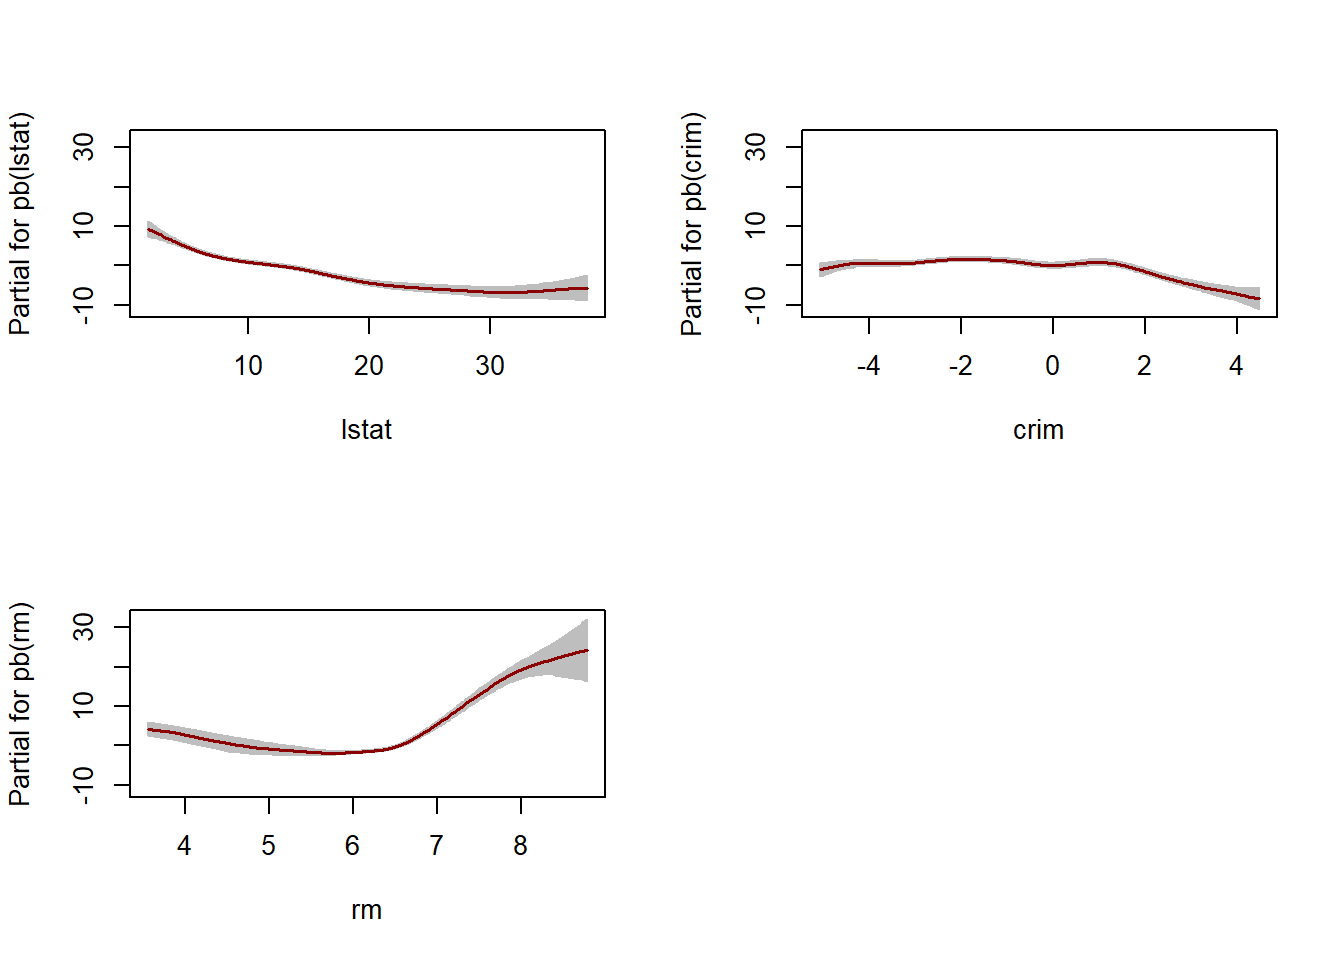 Partial for pb(lstat)
30
10
-10
10 20 30
lstat
Partial for pb(crim)
30
10
-10
-4 -2 0 2 4
crim
Partial for pb(rm)
30
10
-10
4 5 6 7 8
rm